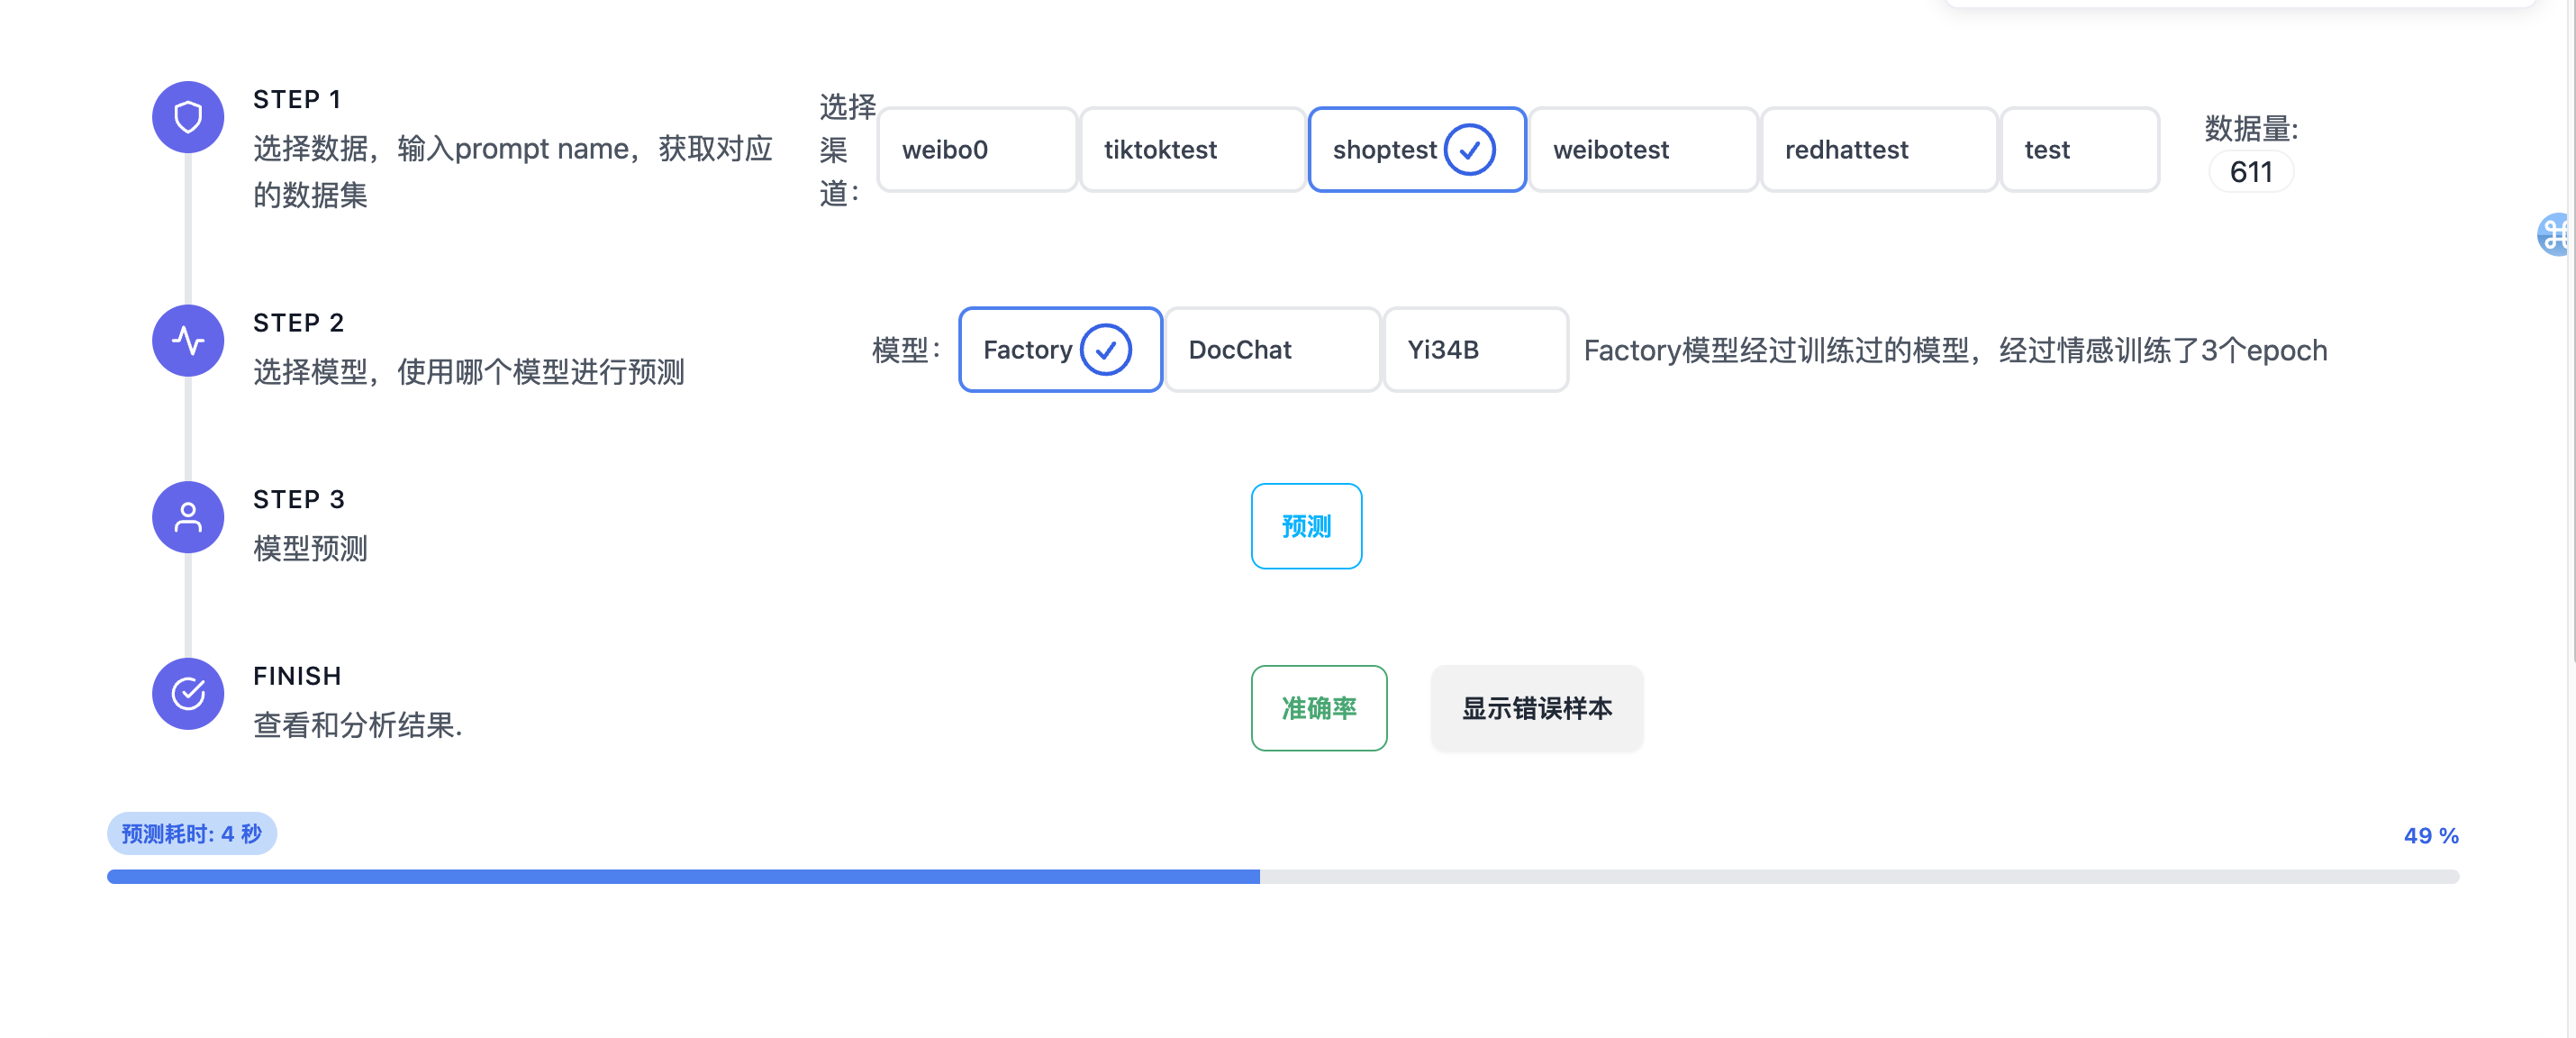 STEP 1
选择数据，输入prompt name，获取对应
的数据集
选择
渠
道：
weibo0
tiktoktest
shoptest
weibotest
redhattest
test
数据量:
611
STEP 2
选择模型，使用哪个模型进行预测
模型：
Factory
DocChat
Yi34B
Factory模型经过训练过的模型，经过情感训练了3个epoch
STEP 3
模型预测
预测
FINISH
查看和分析结果.
准确率
显示错误样本
预测耗时: 4 秒
49 %